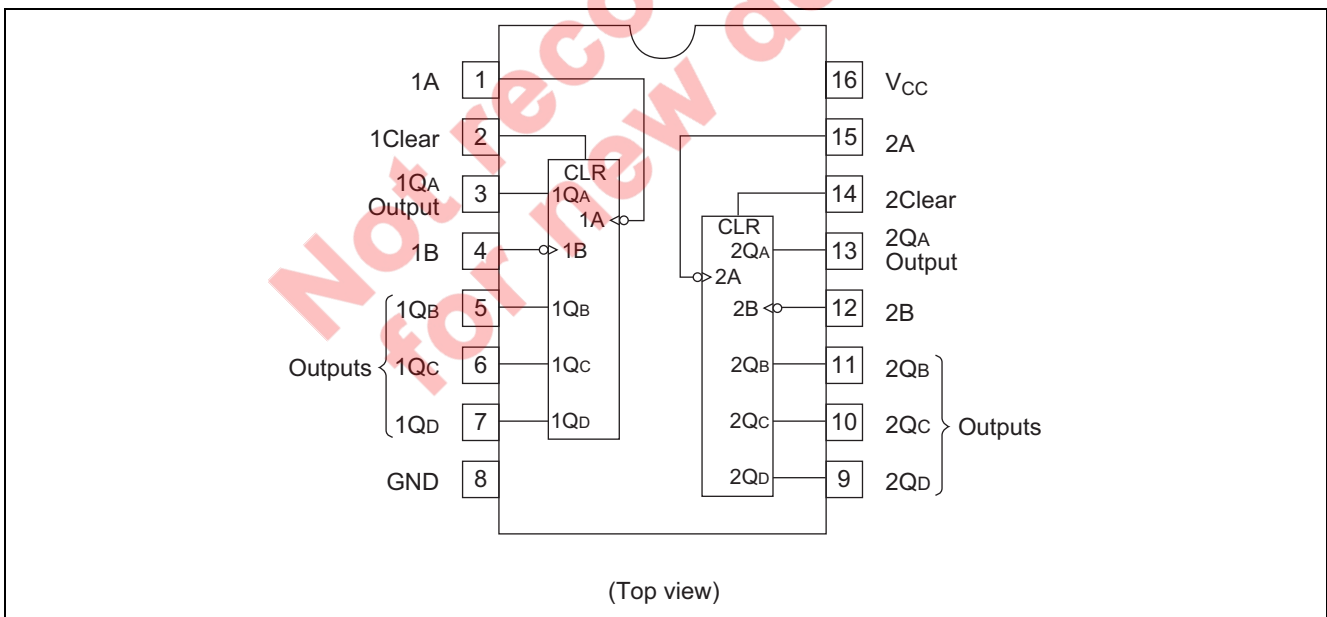 Not reco
for new de
1A 1
1Clear 2
1QA
Output 3
1B 4
1QB 5
Outputs 1QC 6
1QD 7
GND 8
CLR
1QA
1A
1B
1QB
1QC
1QD
CLR
2QA
2A
2B
2QB
2QC
2QD
16 VCC
15 2A
14 2Clear
13 2QA
Output
12 2B
11 2QB
10 2QC Outputs
9 2QD
(Top view)